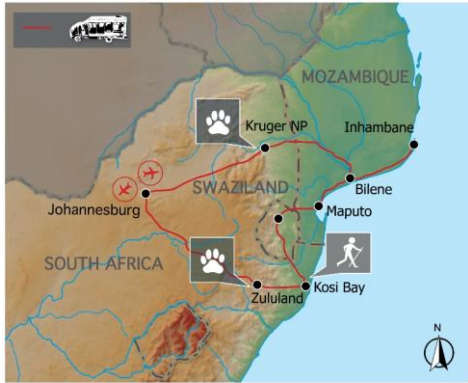 MOZAMBIQUE
Kruger NP
Inhambane
SWAZILAND
Bilene
Johannesburg
Maputo
SOUTH AFRICA
Zululand
Kosi Bay
N